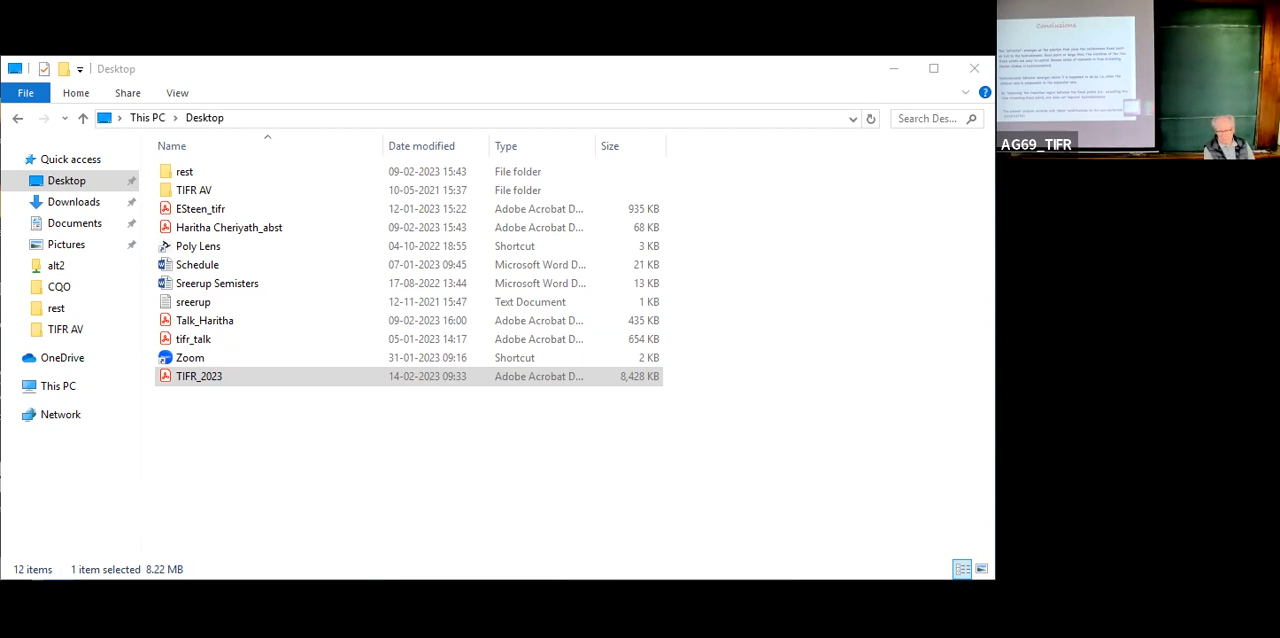 Desktop
File Home Share View
This PC Desktop
Search Des...
Name Date modified Type Size
Quick access
Desktop
Downloads
Documents
Pictures
alt2
CQO
rest
TIFR AV
OneDrive
This PC
Network
rest 09-02-2023 15:43 File folder
TIFR AV 10-05-2021 15:37 File folder
ESteen_tifr 12-01-2023 15:22 Adobe Acrobat D... 935 KB
Haritha Cheriyath_abst 09-02-2023 15:43 Adobe Acrobat D... 68 KB
Poly Lens 04-10-2022 18:55 Shortcut 3 KB
Schedule 07-01-2023 09:45 Microsoft Word D... 21 KB
Sreerup Semisters 17-08-2022 13:44 Microsoft Word D... 13 KB
sreerup 12-11-2021 15:47 Text Document 1 KB
Talk_Haritha 09-02-2023 16:00 Adobe Acrobat D... 435 KB
tifr_talk 05-01-2023 14:17 Adobe Acrobat D... 654 KB
Zoom 31-01-2023 09:16 Shortcut 2 KB
TIFR_2023 14-02-2023 09:33 Adobe Acrobat D... 8,428 KB
12 items 1 item selected 8.22 MB
Conclusions
AG69_TIFR